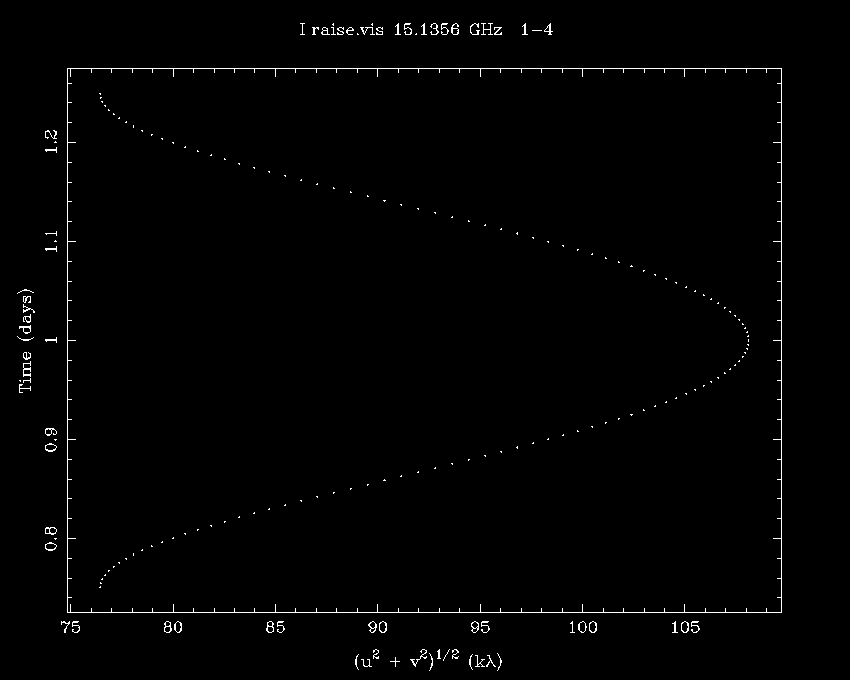 I raise.vis 15.1356 GHz 1-4
1.2
1.1
1
0.9
0.8
Time (days)
75 80 85 90 95 100 105
(u² + v²)¹/² (kλ)